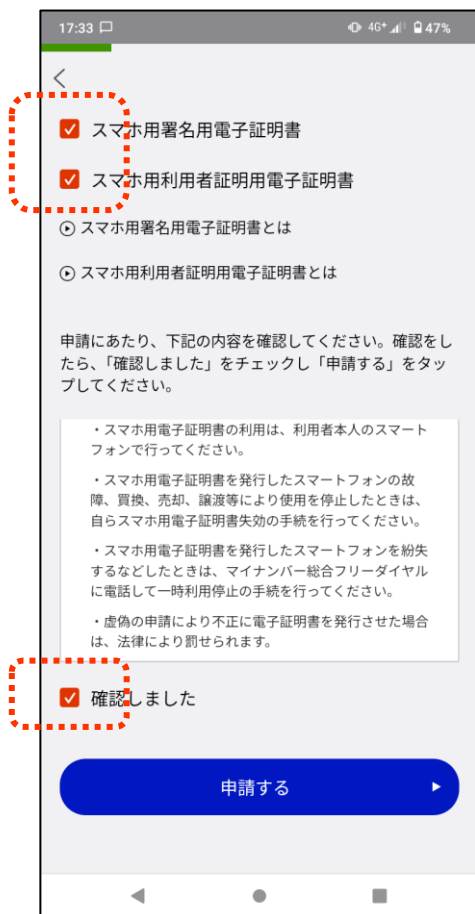 17:33 4G+ 47%
スマホ用署名用電子証明書
スマホ用利用者証明用電子証明書
スマホ用署名用電子証明書とは
スマホ用利用者証明用電子証明書とは
申請にあたり、下記の内容を確認してください。確認をし
たら、「確認しました」をチェックし「申請する」をタッ
プしてください。
・スマホ用電子証明書の利用は、利用者本人のスマート
フォンで行ってください。
・スマホ用電子証明書を発行したスマートフォンの故
障、買換、売却、譲渡等により使用を停止したときは、
自らスマホ用電子証明書失効の手続を行ってください。
・スマホ用電子証明書を発行したスマートフォンを紛失
するなどしたときは、マイナンバー総合フリーダイヤル
に電話して一時利用停止の手続を行ってください。
・虚偽の申請により不正に電子証明書を発行させた場合
は、法律により罰せられます。
確認しました
申請する